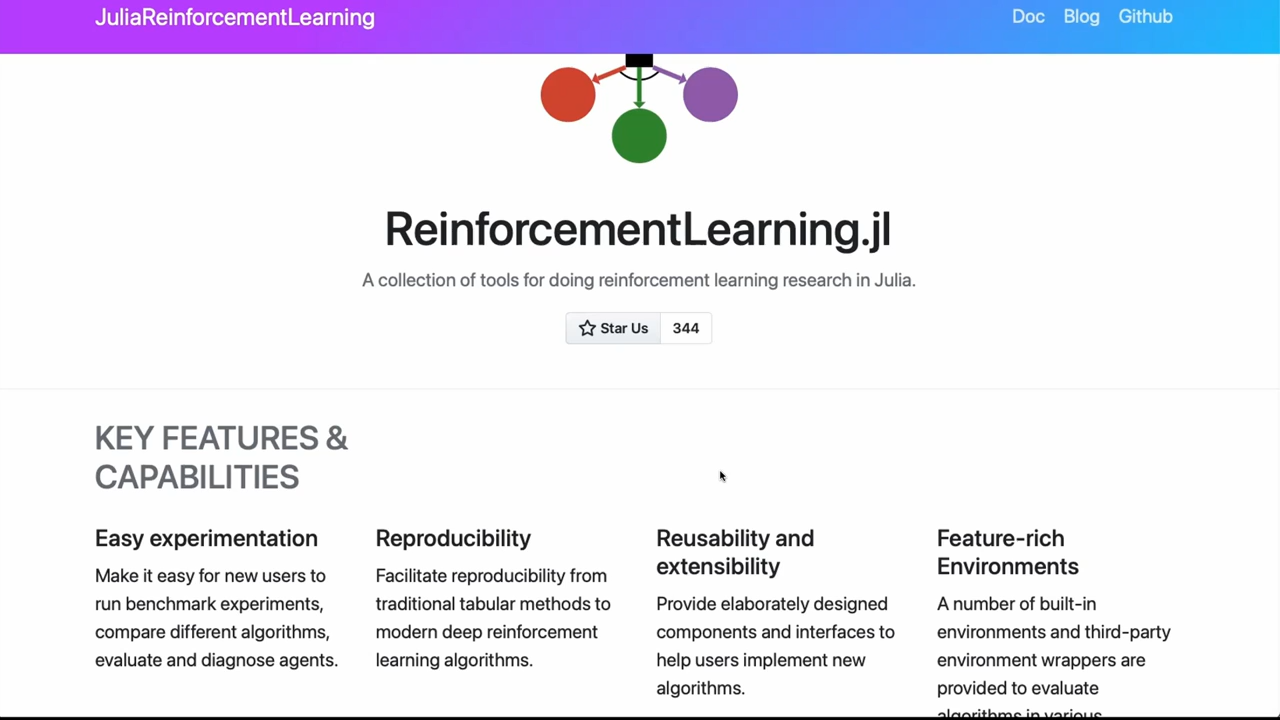 JuliaReinforcementLearning
Doc Blog Github
ReinforcementLearning.jl
A collection of tools for doing reinforcement learning research in Julia.
Star Us 344
KEY FEATURES &
CAPABILITIES
Easy experimentation
Make it easy for new users to
run benchmark experiments,
compare different algorithms,
evaluate and diagnose agents.
Reproducibility
Facilitate reproducibility from
traditional tabular methods to
modern deep reinforcement
learning algorithms.
Reusability and
extensibility
Provide elaborately designed
components and interfaces to
help users implement new
algorithms.
Feature-rich
Environments
A number of built-in
environments and third-party
environment wrappers are
provided to evaluate
algorithms in various